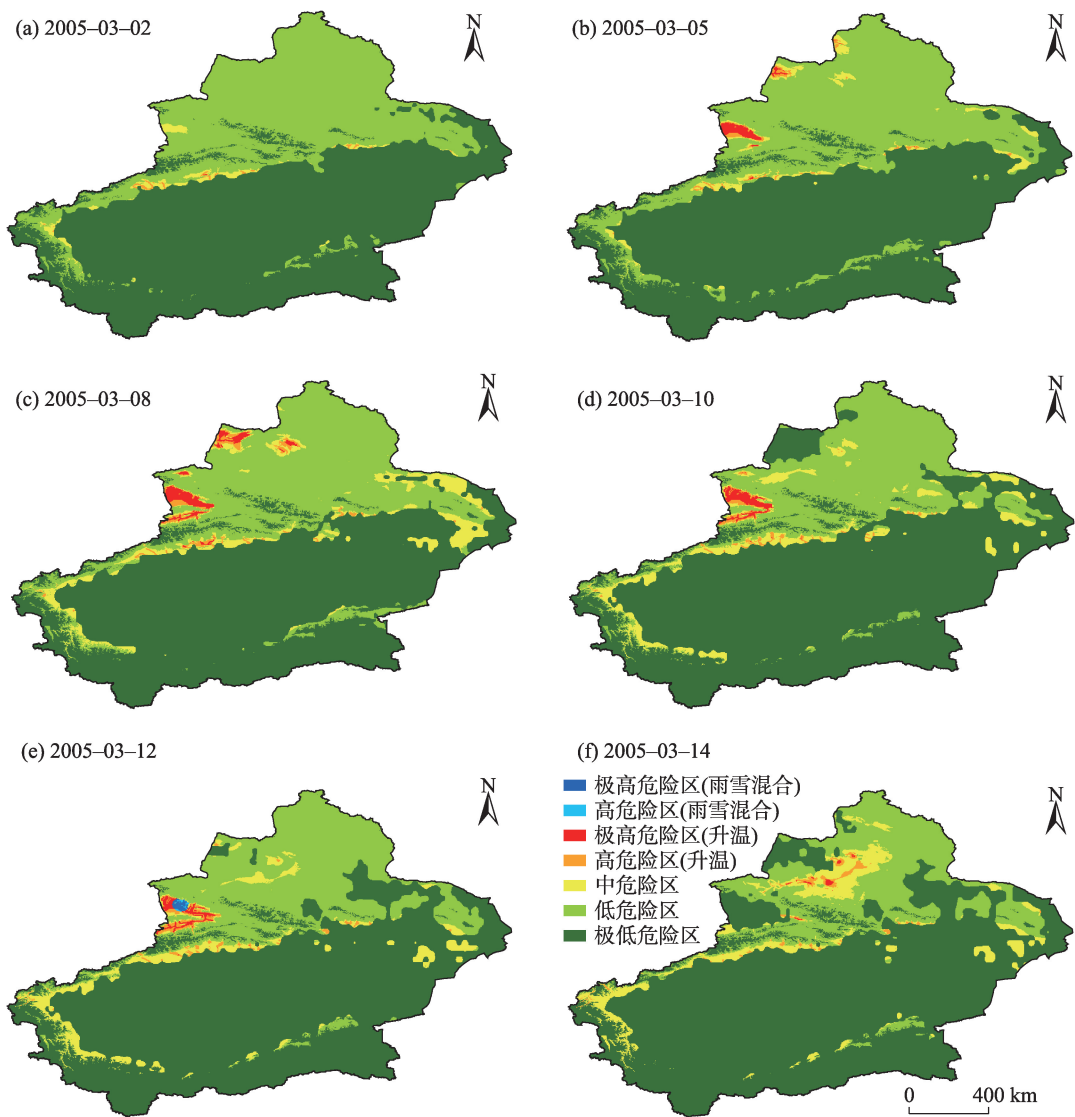 (a) 2005–03–02
N
(b) 2005–03–05
N
(c) 2005–03–08
N
(d) 2005–03–10
N
(e) 2005–03–12
N
(f) 2005–03–14
N
极高危险区(雨雪混合)
高危险区(雨雪混合)
极高危险区(升温)
高危险区(升温)
中危险区
低危险区
极低危险区
0 400 km